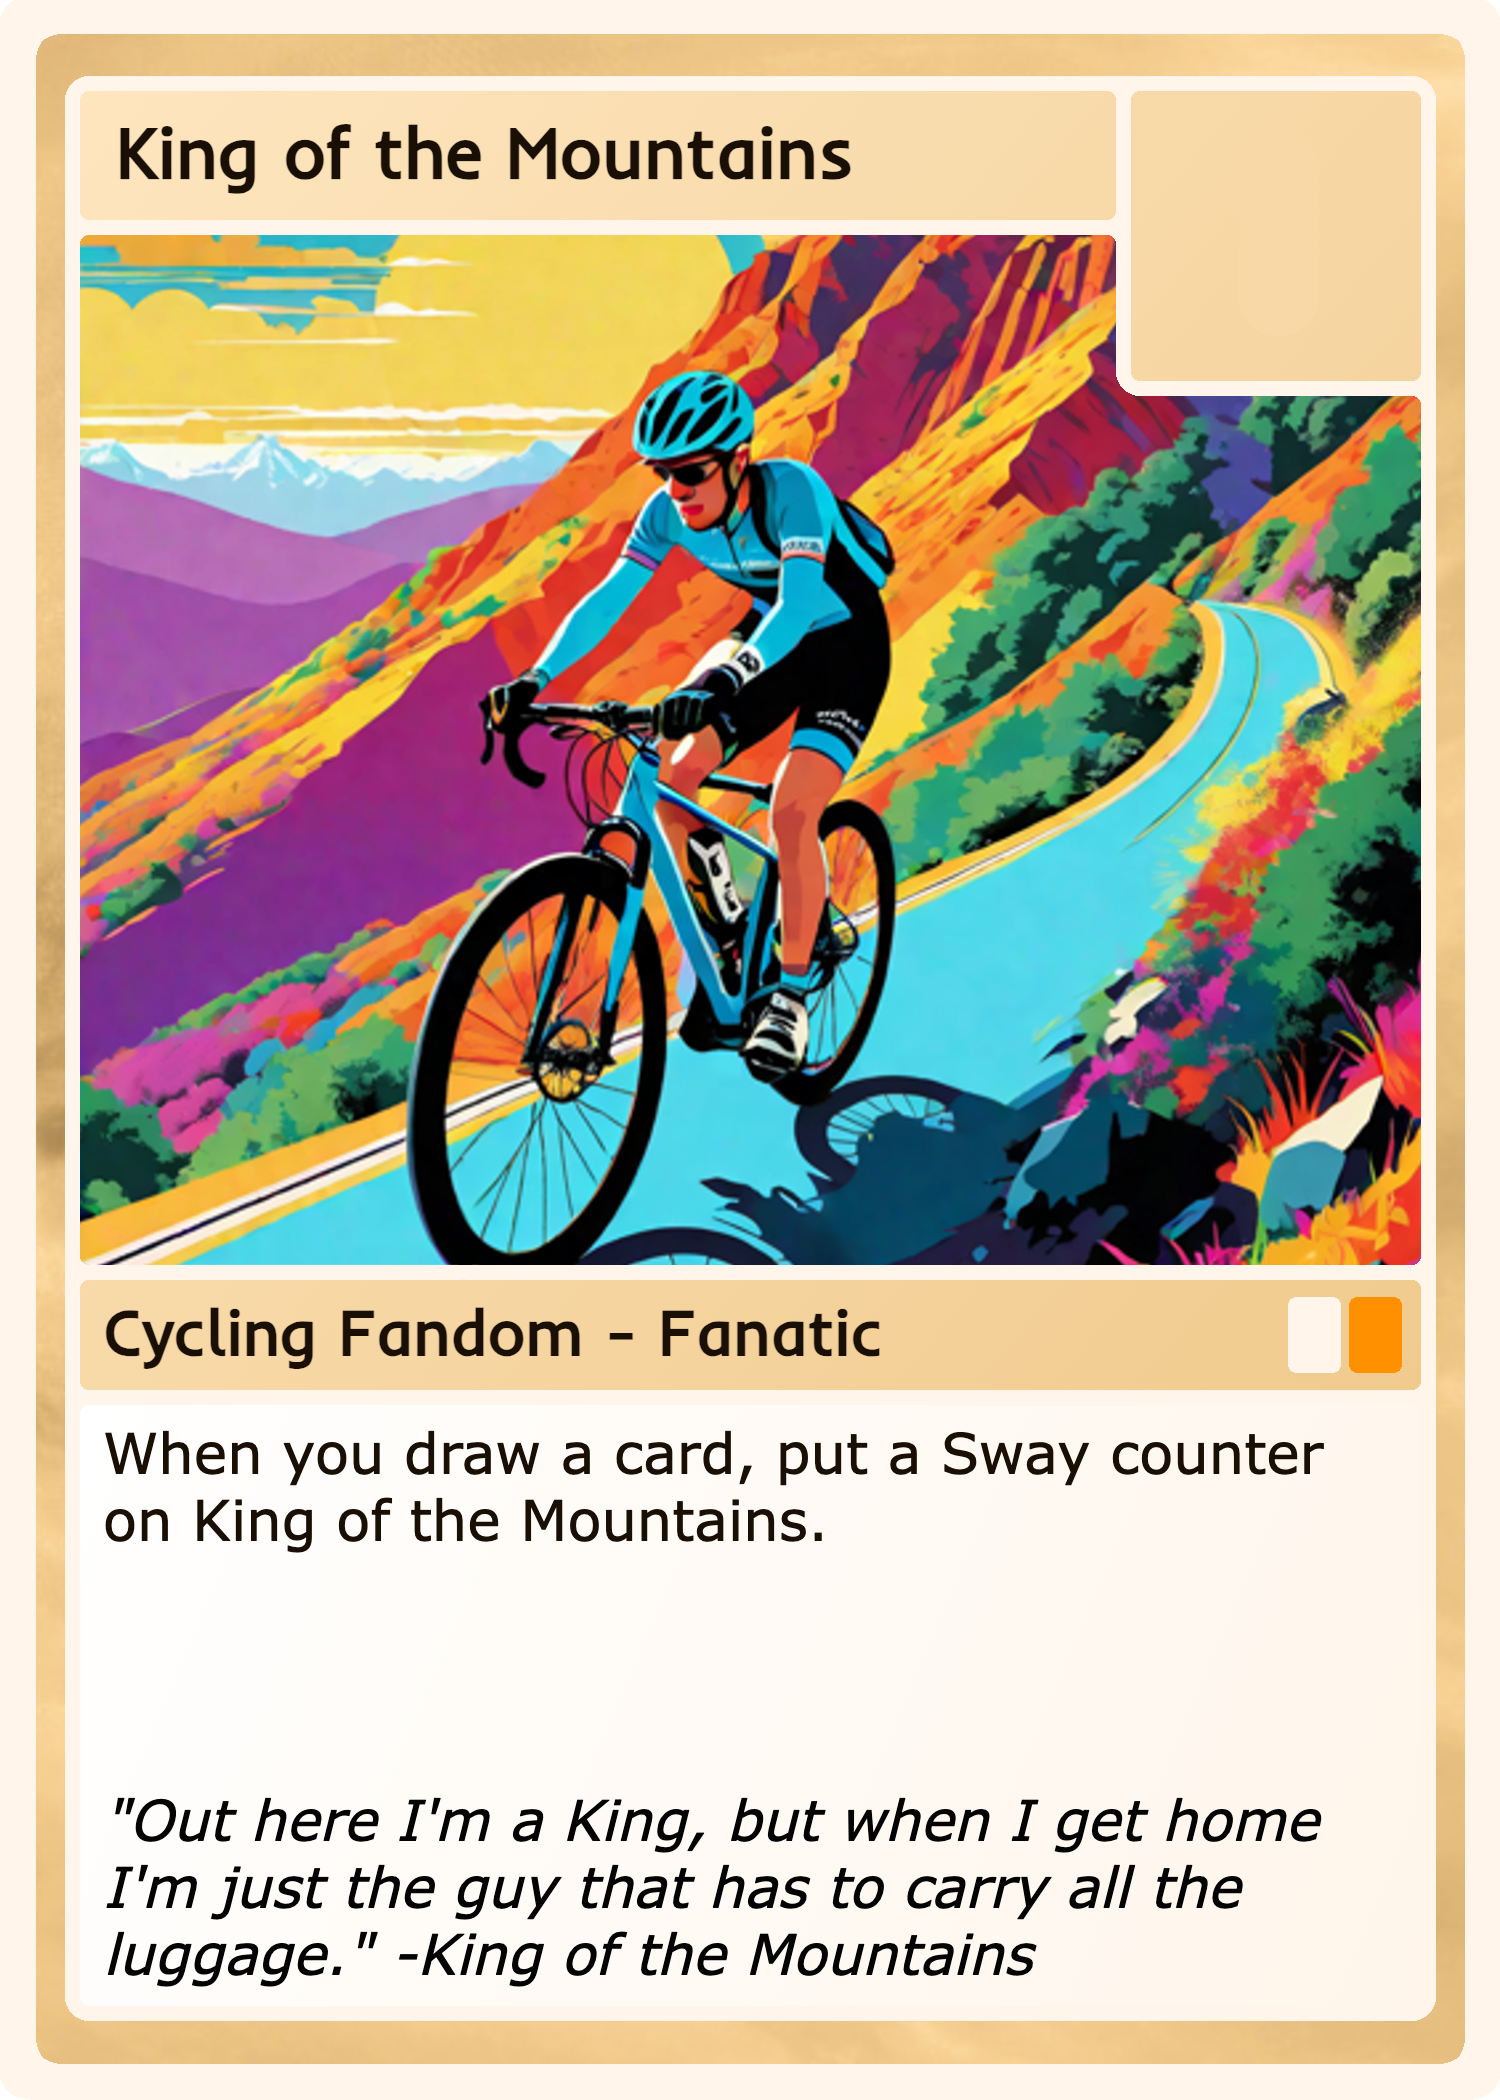 King of the Mountains
Cycling Fandom - Fanatic
When you draw a card, put a Sway counter
on King of the Mountains.
"Out here I'm a King, but when I get home
I'm just the guy that has to carry all the
luggage." -King of the Mountains